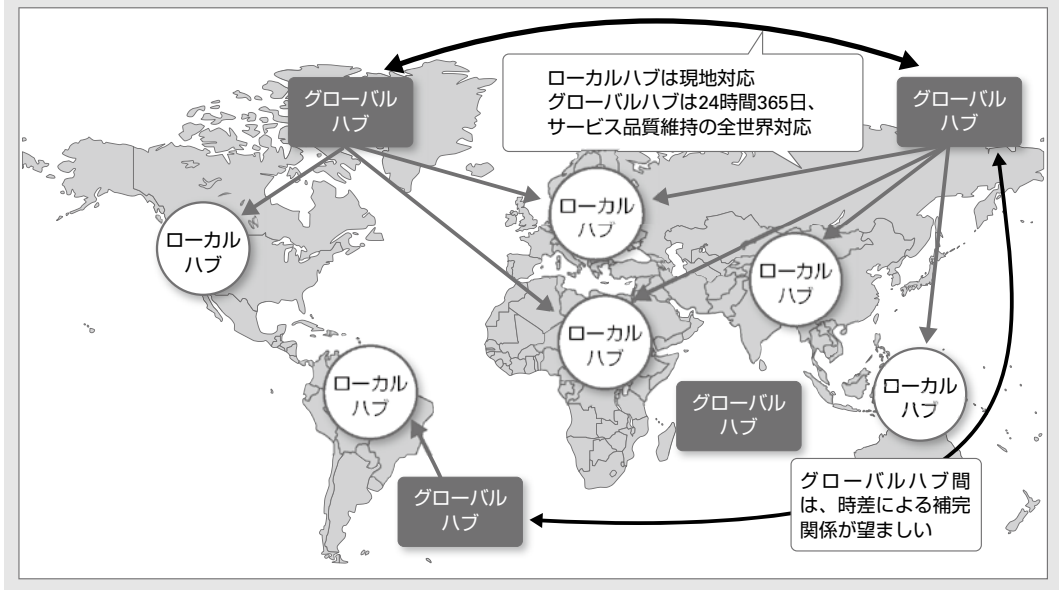 グローバル
ハブ
ローカルハブは現地対応
グローバルハブは24時間365日、
サービス品質維持の全世界対応
グローバル
ハブ
ローカル
ハブ
ローカル
ハブ
ローカル
ハブ
ローカル
ハブ
ローカル
ハブ
ローカル
ハブ
グローバル
ハブ
グローバル
ハブ
グローバルハブ間
は、時差による補完
関係が望ましい